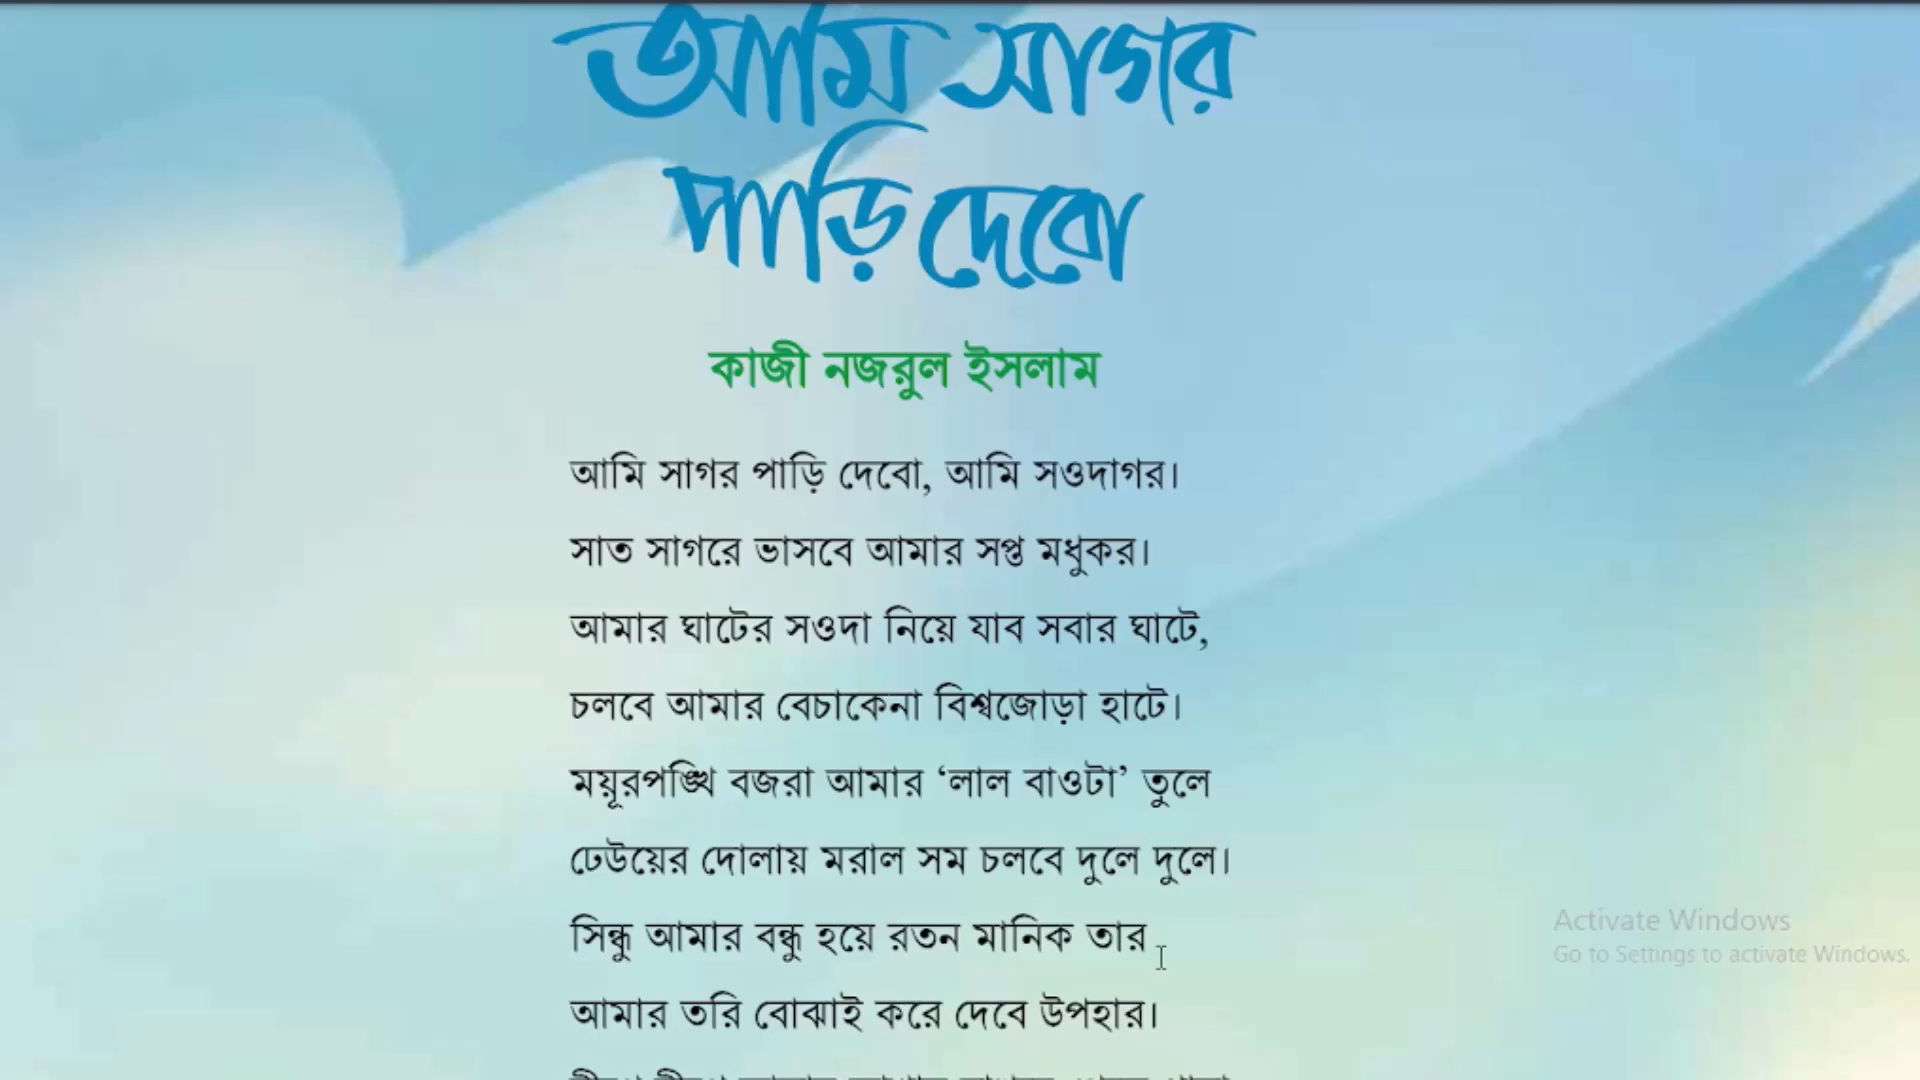 আমি সাগর
পাড়ি দেবো
কাজী নজরুল ইসলাম
আমি সাগর পাড়ি দেবো, আমি সওদাগর।
সাত সাগরে ভাসবে আমার সপ্ত মধুকর।
আমার ঘাটের সওদা নিয়ে যাব সবার ঘাটে,
চলবে আমার বেচাকেনা বিশ্বজোড়া হাটে।
ময়ূরপঙ্খি বজরা আমার ‘লাল বাওটা’ তুলে
ঢেউয়ের দোলায় মরাল সম চলবে দুলে দুলে।
সিন্ধু আমার বন্ধু হয়ে রতন মানিক তার
আমার তরি বোঝাই করে দেবে উপহার।
Activate Windows
Go to Settings to activate Windows.